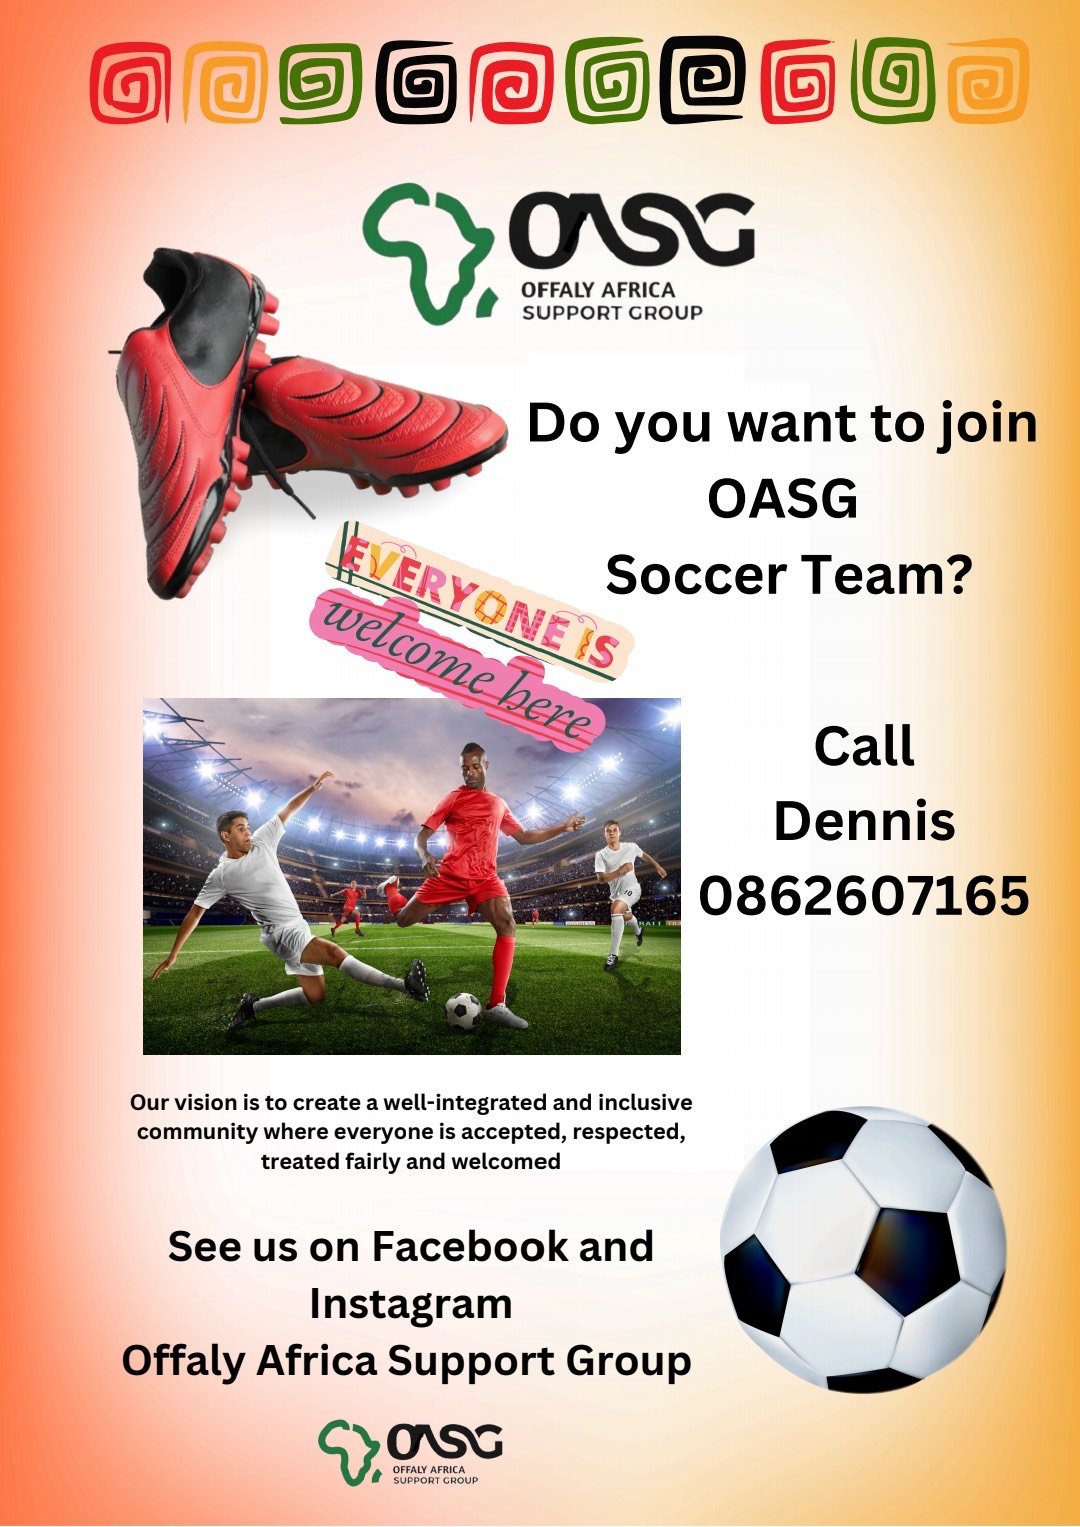 OASG
OFFALY AFRICA
SUPPORT GROUP
Do you want to join
OASG
Soccer Team?
EVERYONE IS
welcome here
Call
Dennis
0862607165
10
Our vision is to create a well-integrated and inclusive
community where everyone is accepted, respected,
treated fairly and welcomed
See us on Facebook and
Instagram
Offaly Africa Support Group
OASG
OFFALY AFRICA
SUPPORT GROUP